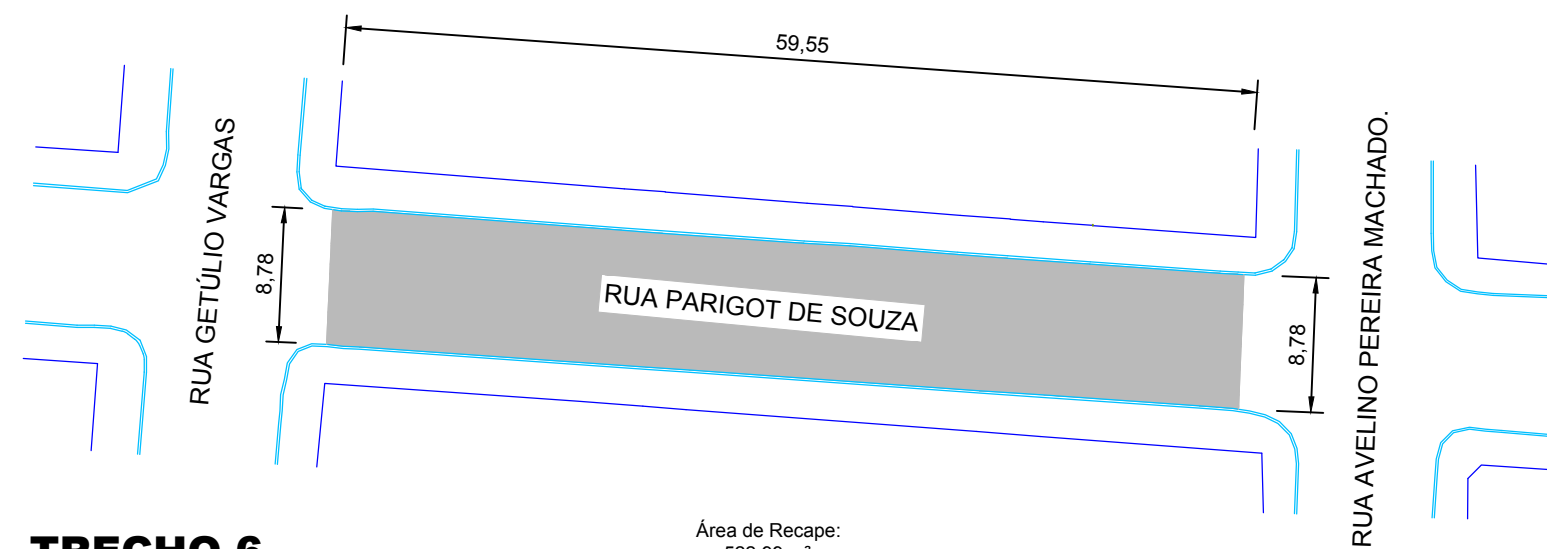 59,55
RUA GETÚLIO VARGAS
8,78
RUA PARIGOT DE SOUZA
8,78
RUA AVELINO PEREIRA MACHADO.
TRECHO 6
Área de Recape: